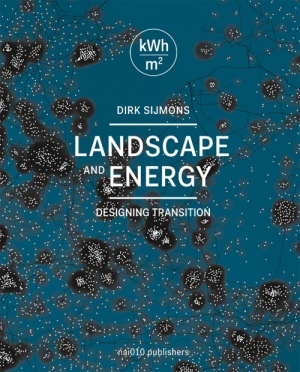 kWh
m²
DIRK SIJMONS
LANDSCAPE
AND ENERGY
DESIGNING TRANSITION
nai010 publishers